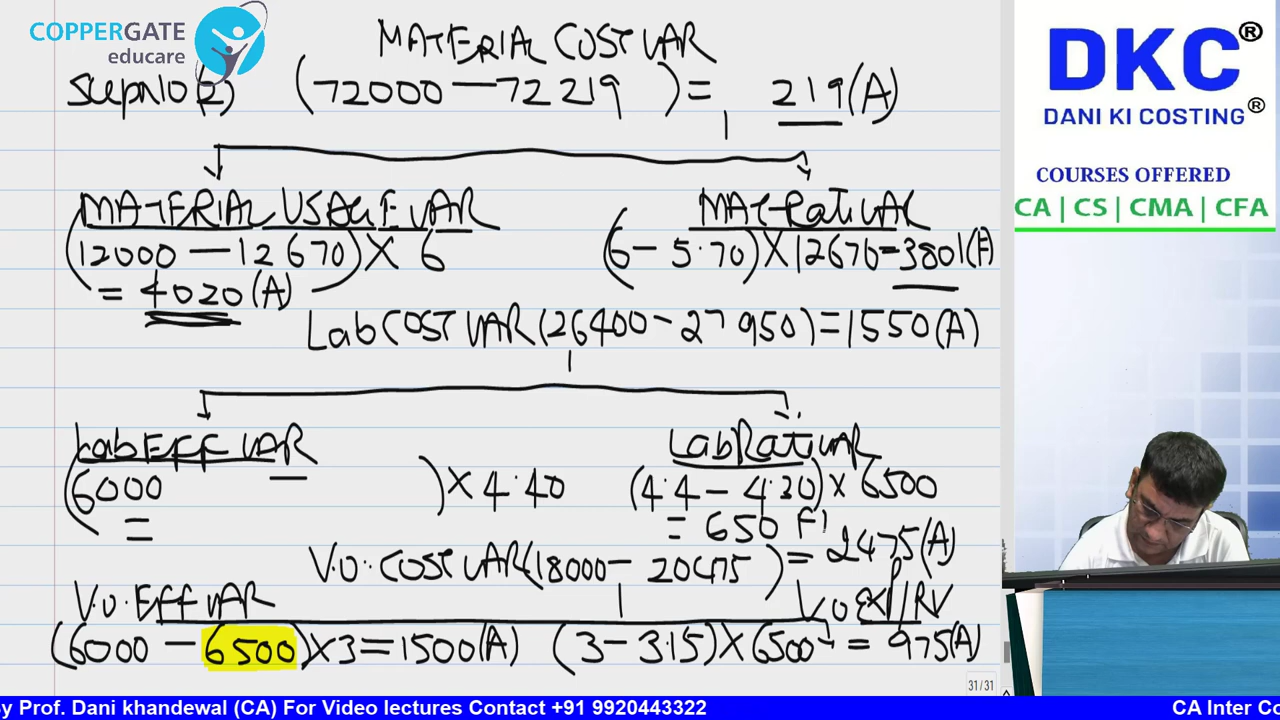 COPPERGATE
educare
MATERIAL COST VAR
(72000 — 72219) = 219(A)
MATERIAL USAGE VAR
(12000 — 12670) X 6
= 4020(A)
MAT Rate VAR
(6 — 5.70) X 12670 = 3801(F)
Lab COST VAR (26400 — 27950) = 1550(A)
Lab EFF VAR
(6000 ) X 4.40
Lab Rate VAR
(4.4 — 4.30) X 6500
= 650 F
V.O. COST VAR (18000 — 20475) = 2475(A)
V.O. EFF VAR
(6000 — 6500) X 3 = 1500(A)
V O EXP/RV
(3 — 3.15) X 6500 = 975(A)
31/31
DKC®
DANI KI COSTING®
COURSES OFFERED
CA | CS | CMA | CFA
y Prof. Dani khandewal (CA) For Video lectures Contact +91 9920443322
CA Inter Co